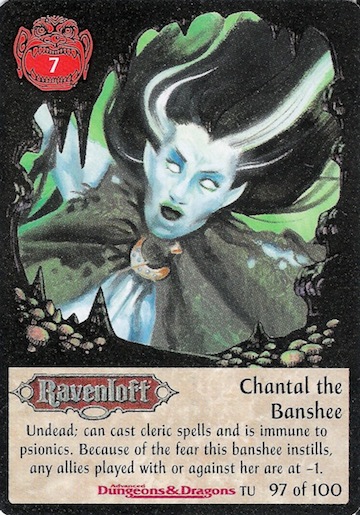 7
Ravenloft
Chantal the
Banshee
Undead; can cast cleric spells and is immune to
psionics. Because of the fear this banshee instills,
any allies played with or against her are at –1.
Advanced
Dungeons&Dragons TU 97 of 100